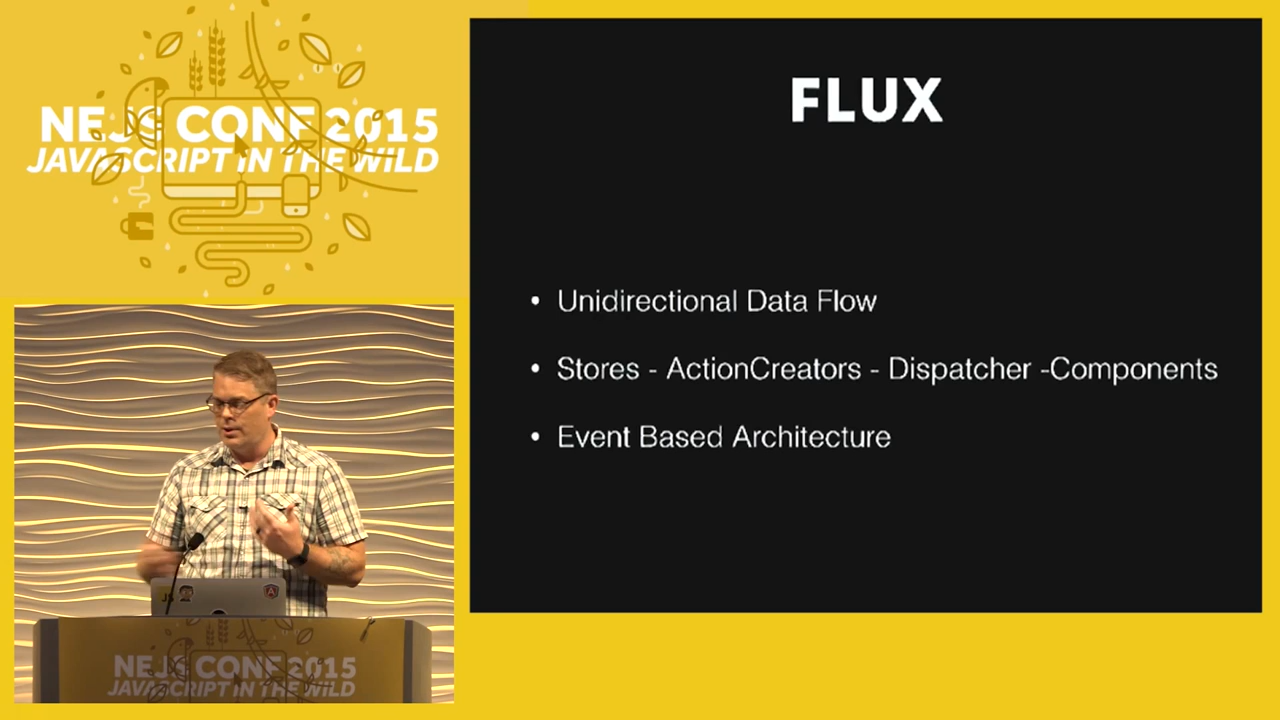 NEJS CONF 2015
JAVASCRIPT IN THE WILD
FLUX
• Unidirectional Data Flow
• Stores - ActionCreators - Dispatcher -Components
• Event Based Architecture
JS
A
NEJS CONF 2015
JAVASCRIPT IN THE WILD